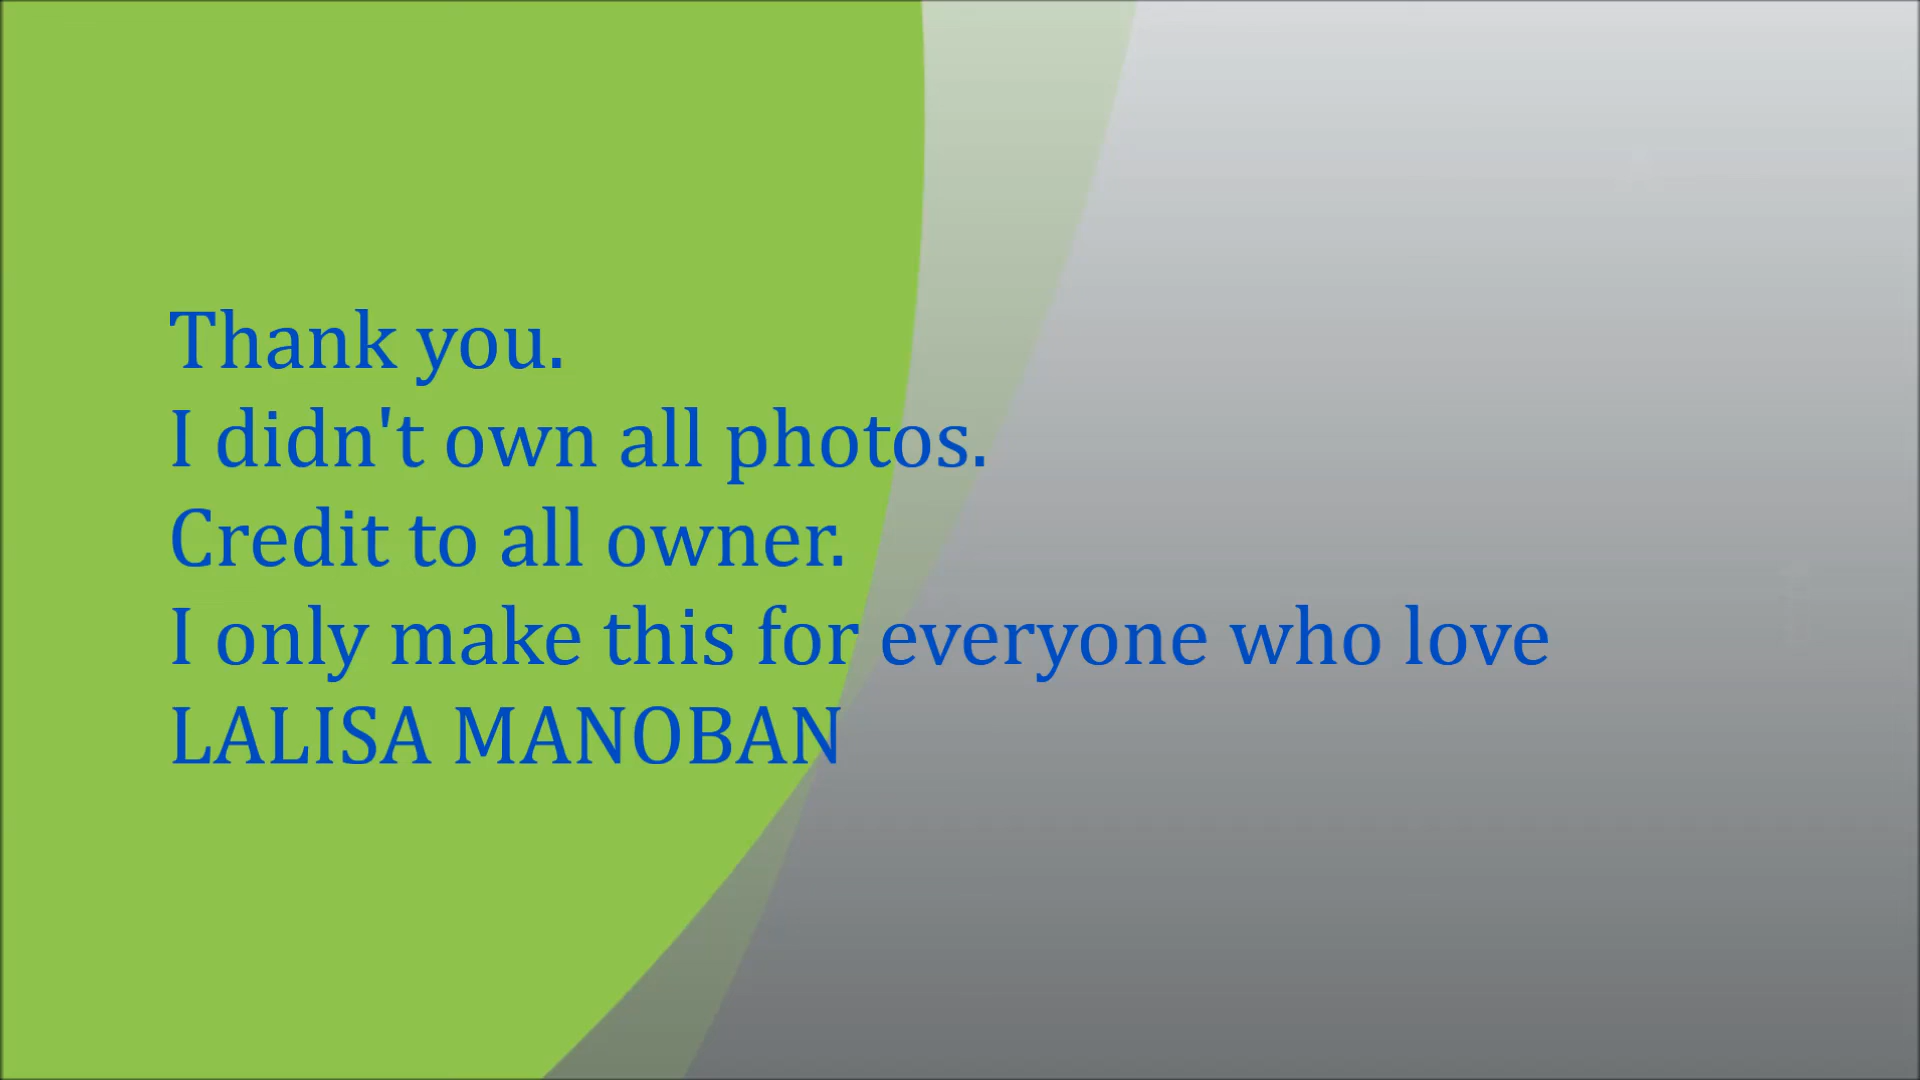 Thank you.
I didn't own all photos.
Credit to all owner.
I only make this for everyone who love
LALISA MANOBAN